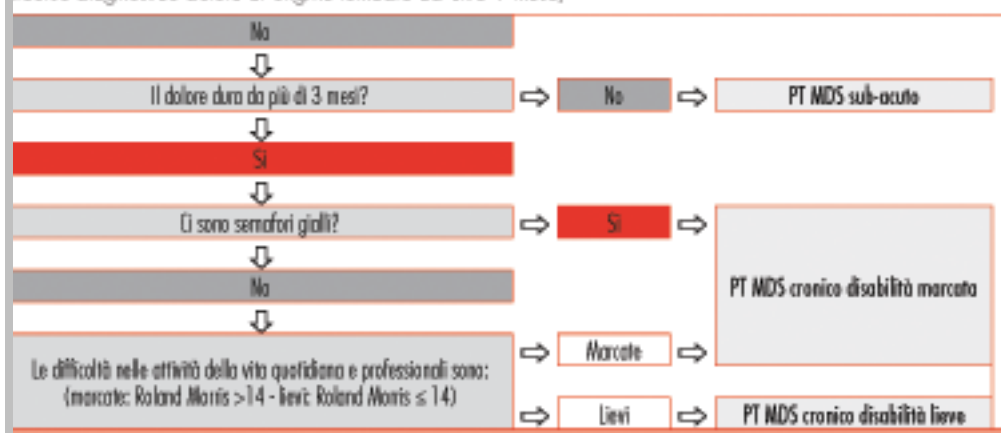 No
Il dolore dura da più di 3 mesi?
No
PT MDS sub-acuto
Sì
Ci sono semafori gialli?
Sì
PT MDS cronico disabilità marcata
No
Le difficoltà nelle attività della vita quotidiana e professionali sono:
(marcate: Roland Morris >14 - lievi: Roland Morris ≤ 14)
Marcate
Lievi
PT MDS cronico disabilità lieve